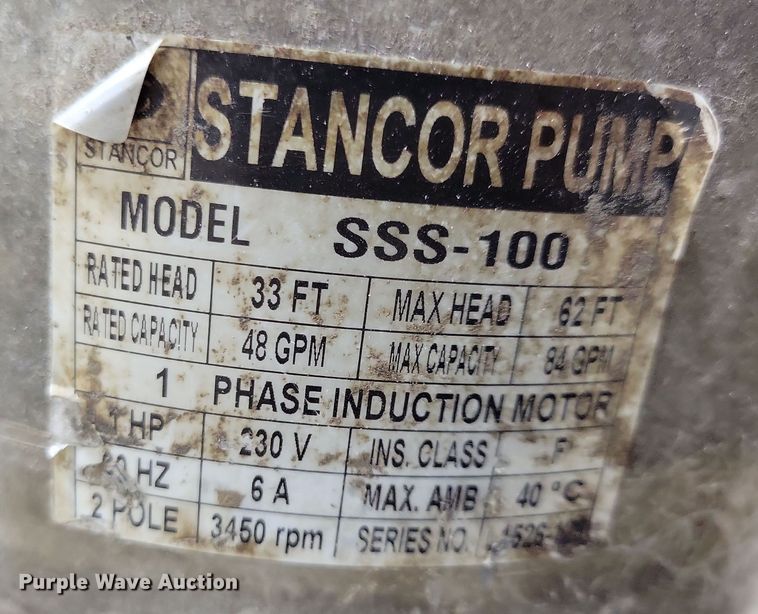 STANCOR PUMP
STANCOR
MODEL SSS-100
RATED HEAD 33 FT MAX HEAD 62 FT
RATED CAPACITY 48 GPM MAX CAPACITY 84 GPM
1 PHASE INDUCTION MOTOR
1 HP 230 V INS. CLASS F
HZ 6 A MAX. AMB 40 °C
2 POLE 3450 rpm SERIES NO.
Purple Wave Auction